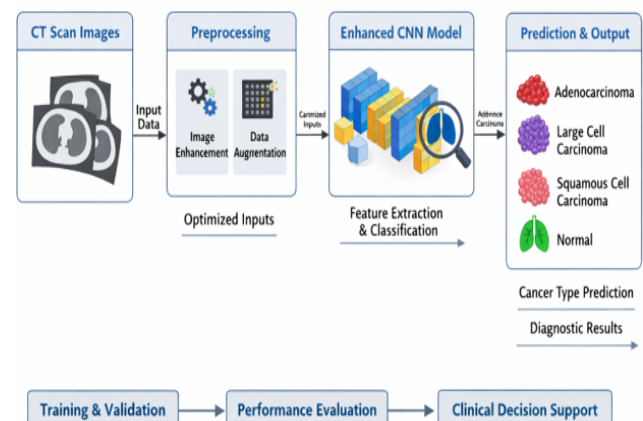 CT Scan Images
Preprocessing
Enhanced CNN Model
Prediction & Output
Input
Data
Image
Enhancement
Data
Augmentation
Inputs
Carcinoma
Adenocarcinoma
Large Cell
Carcinoma
Squamous Cell
Carcinoma
Normal
Optimized Inputs
Feature Extraction
& Classification
Cancer Type Prediction
Diagnostic Results
Training & Validation
Performance Evaluation
Clinical Decision Support